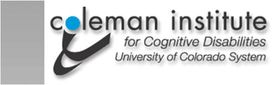 coleman institute
for Cognitive Disabilities
University of Colorado System